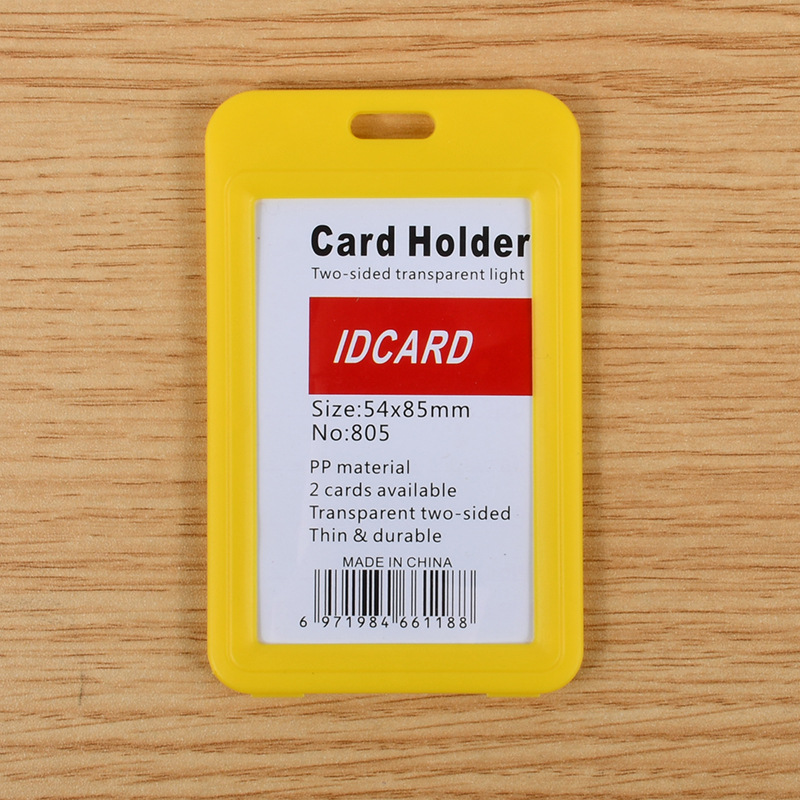 Card Holder
Two-sided transparent light
IDCARD
Size:54x85mm
No:805
PP material
2 cards available
Transparent two-sided
Thin & durable
MADE IN CHINA
6 971984 661188